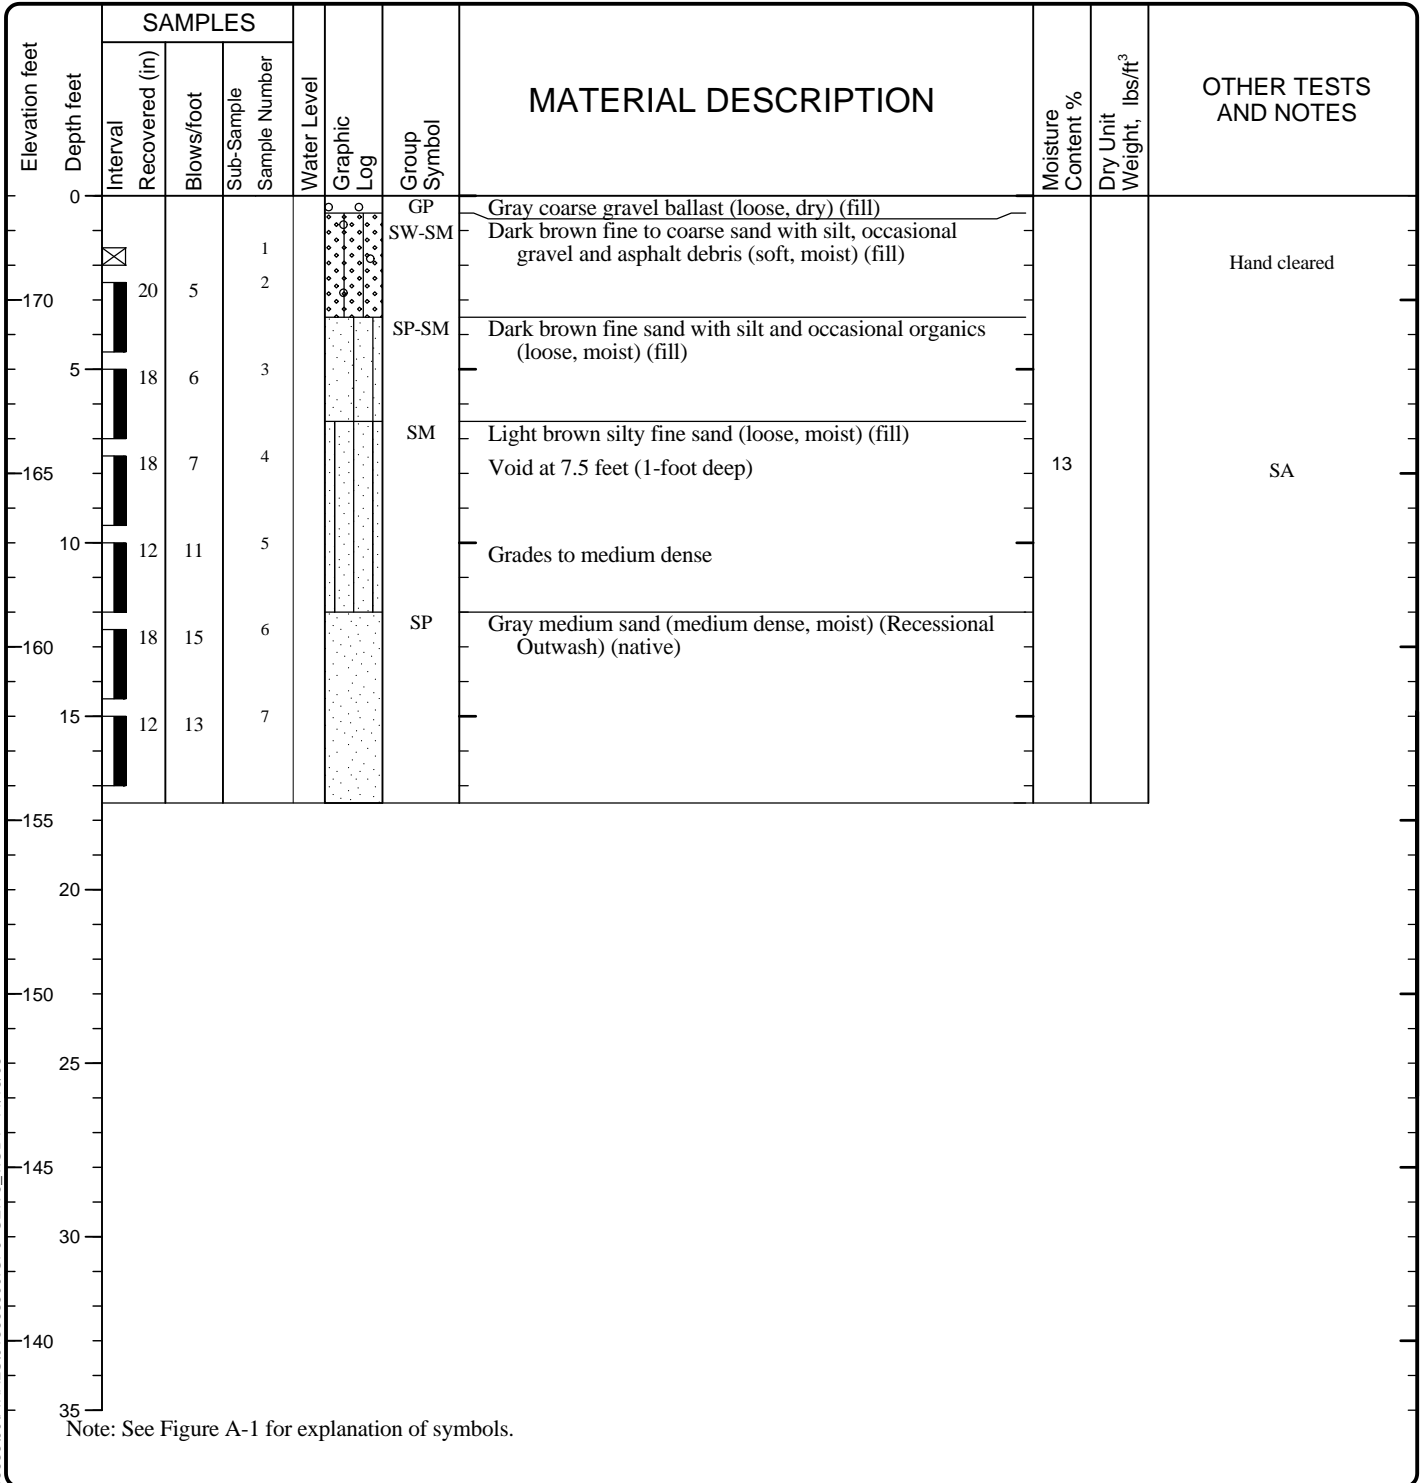 SAMPLES
Elevation feet
Depth feet
Interval
Recovered (in)
Blows/foot
Sub-Sample
Sample Number
Water Level
Graphic
Log
Group
Symbol
MATERIAL DESCRIPTION
Moisture
Content %
Dry Unit
Weight, lbs/ft³
OTHER TESTS
AND NOTES
0
GP
Gray coarse gravel ballast (loose, dry) (fill)
SW-SM
Dark brown fine to coarse sand with silt, occasional
gravel and asphalt debris (soft, moist) (fill)
1
Hand cleared
170
20 5 2
SP-SM
Dark brown fine sand with silt and occasional organics
(loose, moist) (fill)
5
18 6 3
SM
Light brown silty fine sand (loose, moist) (fill)
165
18 7 4
Void at 7.5 feet (1-foot deep)
13
SA
10
12 11 5
Grades to medium dense
SP
Gray medium sand (medium dense, moist) (Recessional
Outwash) (native)
160
18 15 6
15
12 13 7
155
20
150
25
145
30
140
35
Note: See Figure A-1 for explanation of symbols.